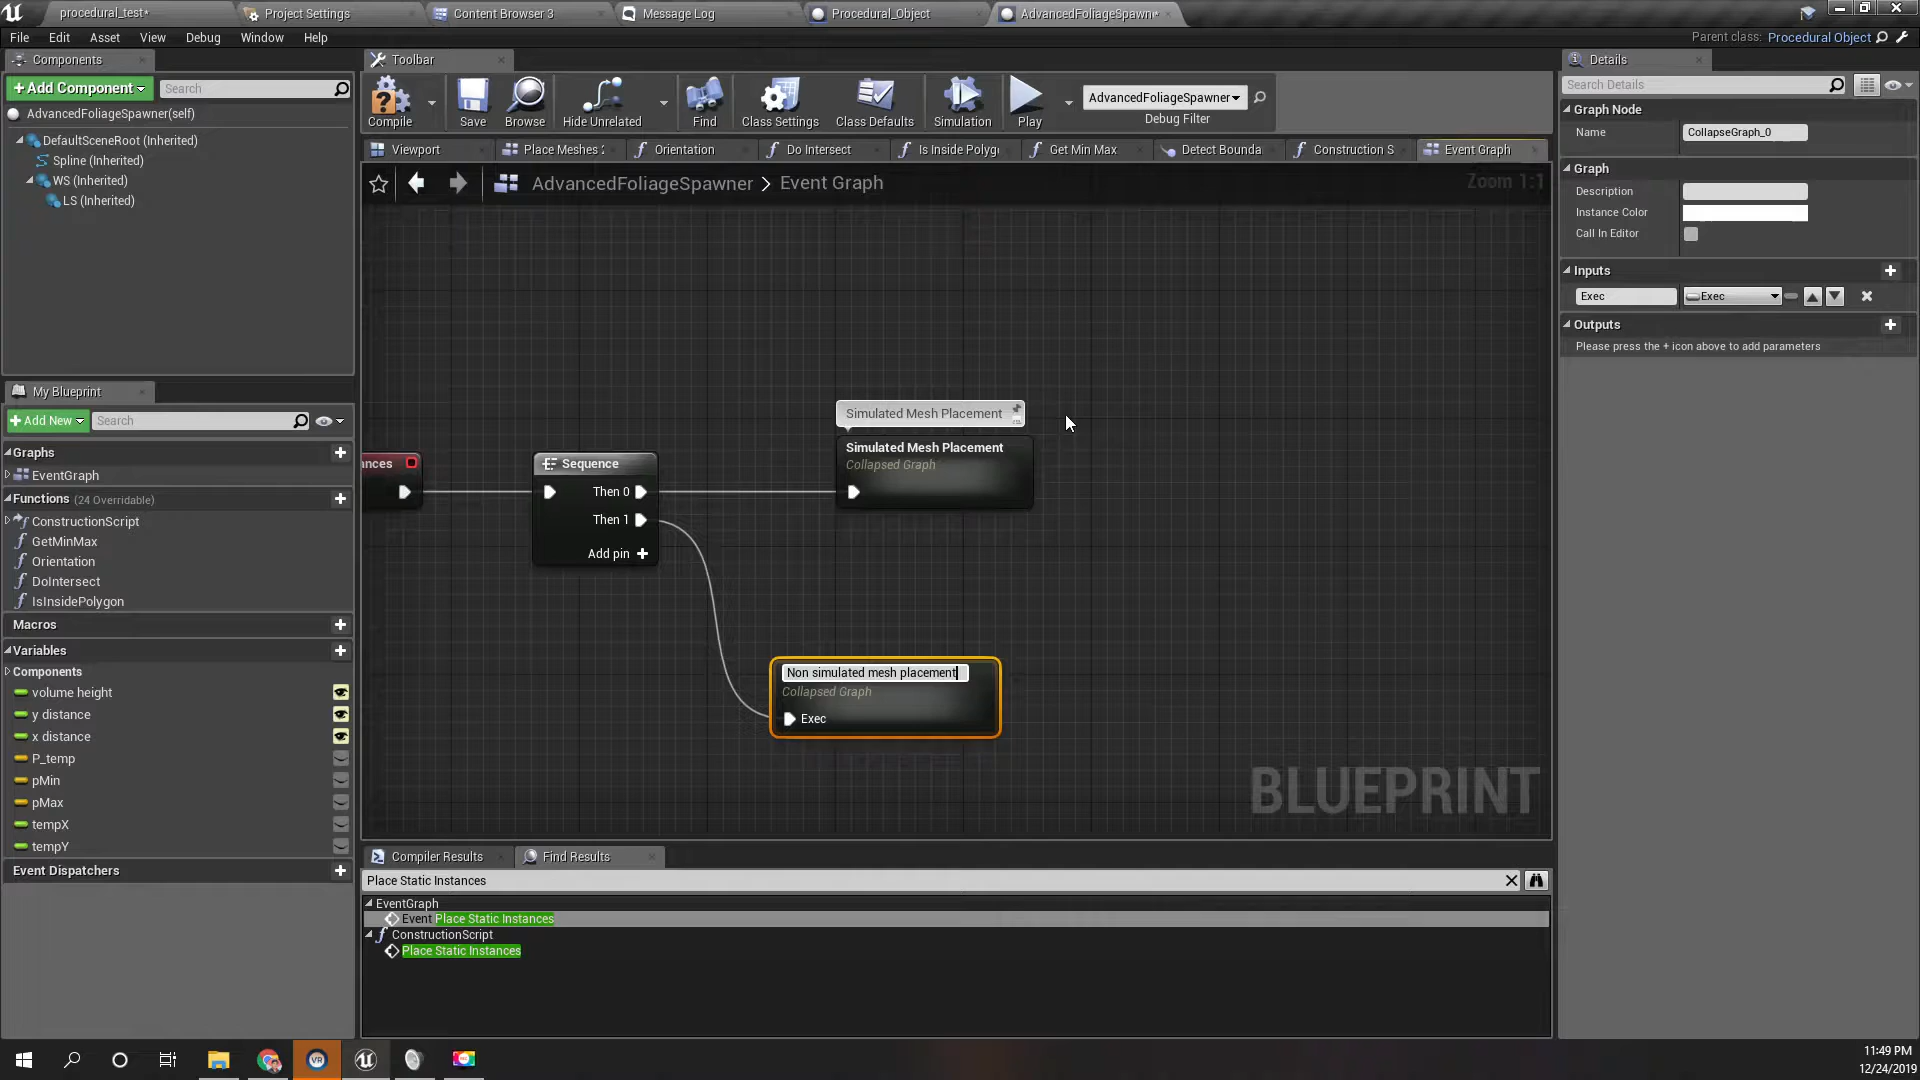 procedural_test*
Project Settings
Content Browser 3
Message Log
Procedural_Object
AdvancedFoliageSpawn*
File Edit Asset View Debug Window Help
Parent class: Procedural Object
Components
+Add Component
Search
AdvancedFoliageSpawner(self)
DefaultSceneRoot (Inherited)
Spline (Inherited)
WS (Inherited)
LS (Inherited)
My Blueprint
+Add New
Search
Graphs
EventGraph
Functions (24 Overridable)
ConstructionScript
GetMinMax
Orientation
DoIntersect
IsInsidePolygon
Macros
Variables
Components
volume height
y distance
x distance
P_temp
pMin
pMax
tempX
tempY
Event Dispatchers
Toolbar
Compile
Save
Browse
Hide Unrelated
Find
Class Settings
Class Defaults
Simulation
Play
AdvancedFoliageSpawner
Debug Filter
Viewport
Place Meshes
Orientation
Do Intersect
Is Inside Polyg
Get Min Max
Detect Bounda
Construction S
Event Graph
AdvancedFoliageSpawner > Event Graph
Zoom 1:1
ances
Sequence
Then 0
Then 1
Add pin +
Simulated Mesh Placement
Simulated Mesh Placement
Collapsed Graph
Non simulated mesh placement
Collapsed Graph
Exec
BLUEPRINT
Compiler Results
Find Results
Place Static Instances
EventGraph
Event Place Static Instances
ConstructionScript
Place Static Instances
Details
Search Details
Graph Node
Name
CollapseGraph_0
Graph
Description
Instance Color
Call In Editor
Inputs
Exec
Exec
Outputs
Please press the + icon above to add parameters
VR
11:49 PM
12/24/2019